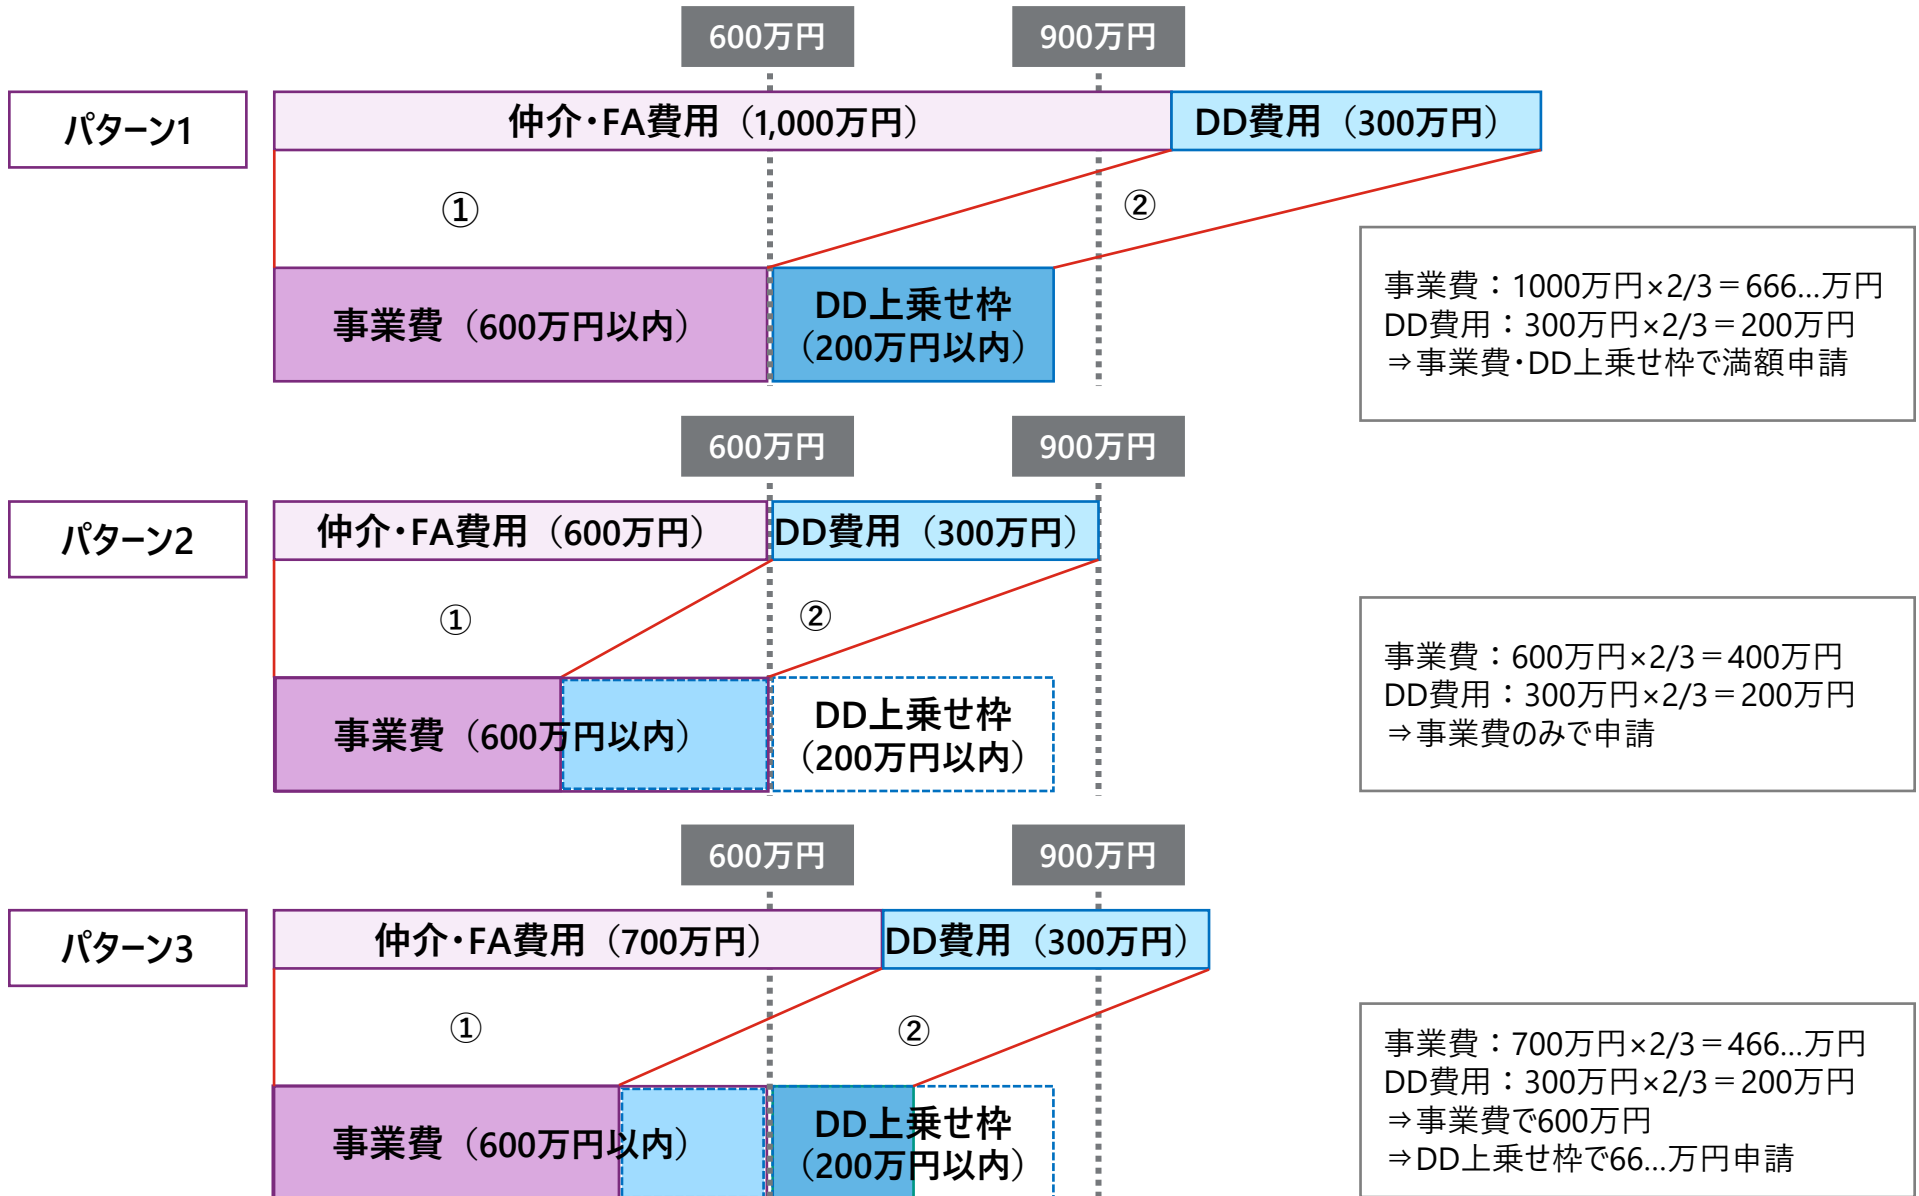 600万円
900万円
パターン1
仲介・FA費用（1,000万円）
DD費用（300万円）
①
②
事業費（600万円以内）
DD上乗せ枠
（200万円以内）
事業費：1000万円×2/3＝666…万円
DD費用：300万円×2/3＝200万円
⇒事業費・DD上乗せ枠で満額申請
600万円
900万円
パターン2
仲介・FA費用（600万円）
DD費用（300万円）
①
②
事業費（600万円以内）
DD上乗せ枠
（200万円以内）
事業費：600万円×2/3＝400万円
DD費用：300万円×2/3＝200万円
⇒事業費のみで申請
600万円
900万円
パターン3
仲介・FA費用（700万円）
DD費用（300万円）
①
②
事業費（600万円以内）
DD上乗せ枠
（200万円以内）
事業費：700万円×2/3＝466…万円
DD費用：300万円×2/3＝200万円
⇒事業費で600万円
⇒DD上乗せ枠で66…万円申請